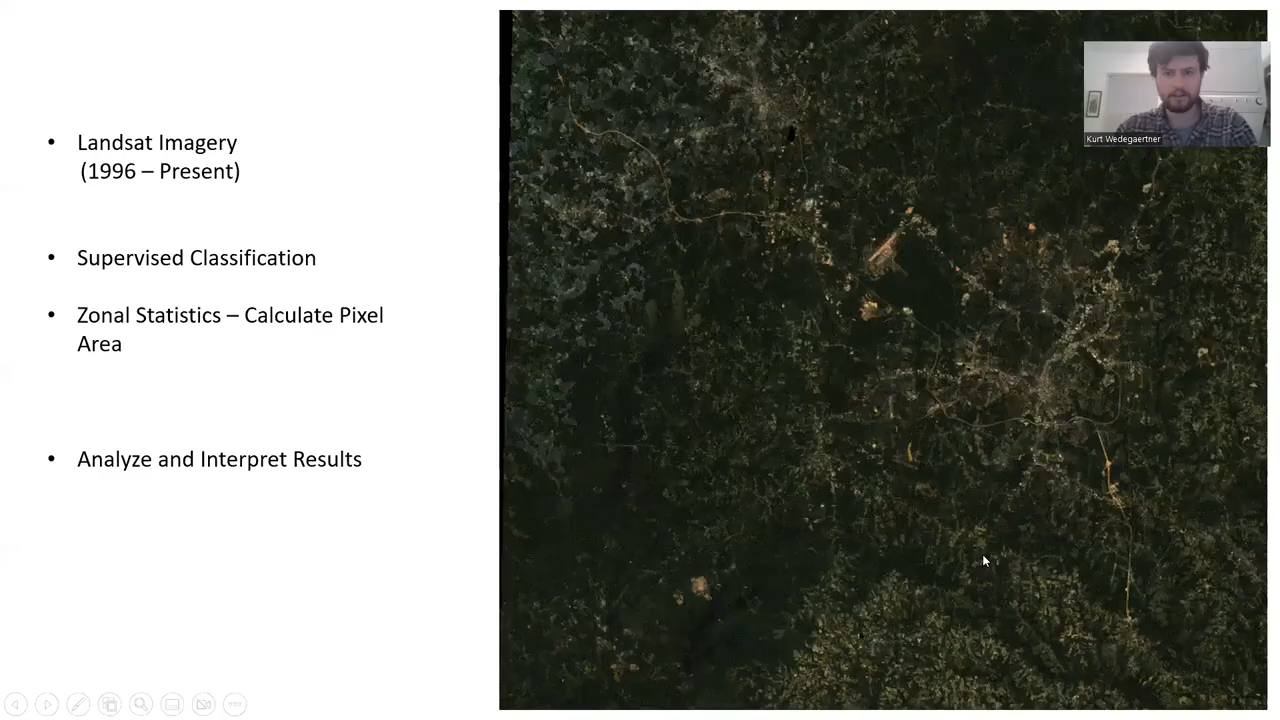 • Landsat Imagery
(1996 – Present)
• Supervised Classification
• Zonal Statistics – Calculate Pixel
Area
• Analyze and Interpret Results
Kurt Wedegaertner